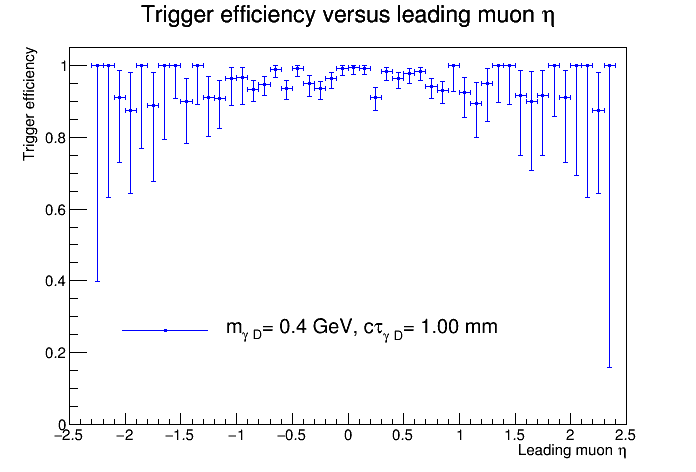 Trigger efficiency versus leading muon η
Trigger efficiency
1
0.8
0.6
0.4
0.2
0
m_γ D= 0.4 GeV, cτ_γ D= 1.00 mm
−2.5 −2 −1.5 −1 −0.5 0 0.5 1 1.5 2 2.5
Leading muon η